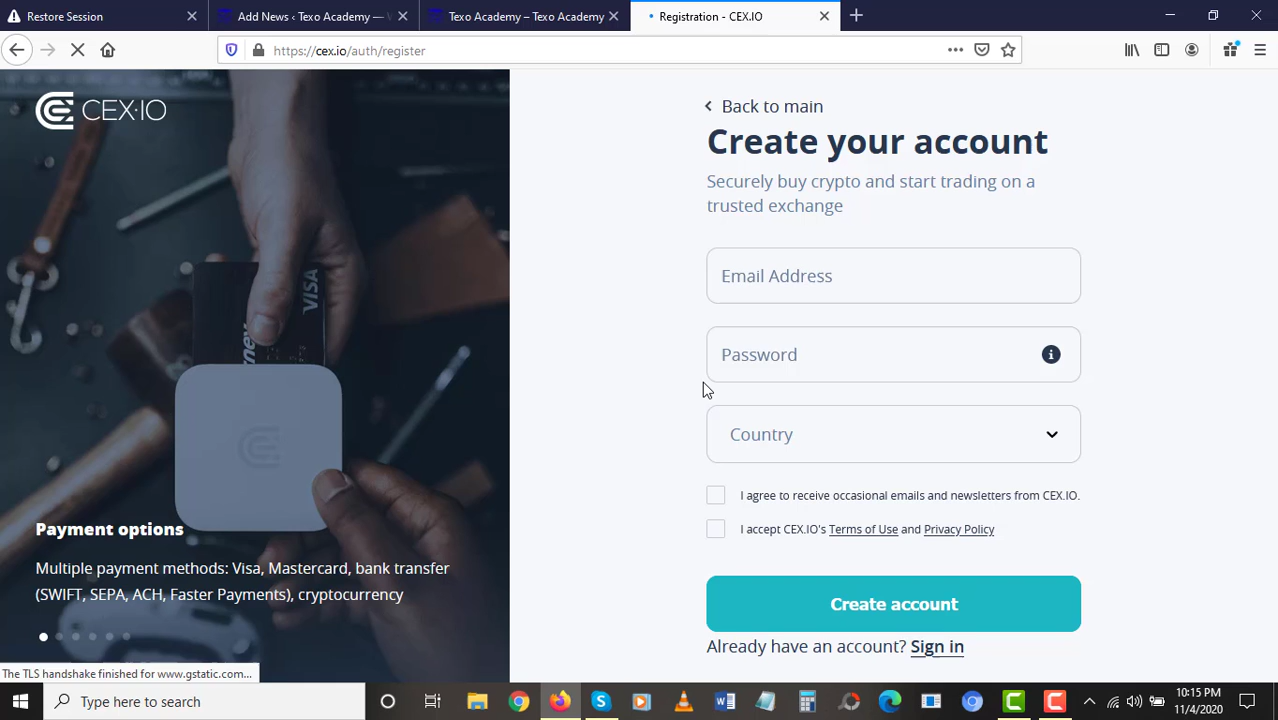 Restore Session
Add News ‹ Texo Academy — W
Texo Academy – Texo Academy
Registration - CEX.IO
https://cex.io/auth/register
CEX·IO
VISA
Payment options
Multiple payment methods: Visa, Mastercard, bank transfer
(SWIFT, SEPA, ACH, Faster Payments), cryptocurrency
Back to main
Create your account
Securely buy crypto and start trading on a
trusted exchange
Email Address
Password
Country
I agree to receive occasional emails and newsletters from CEX.IO.
I accept CEX.IO's Terms of Use and Privacy Policy
Create account
Already have an account? Sign in
The TLS handshake finished for www.gstatic.com...
Type here to search
10:15 PM
11/4/2020